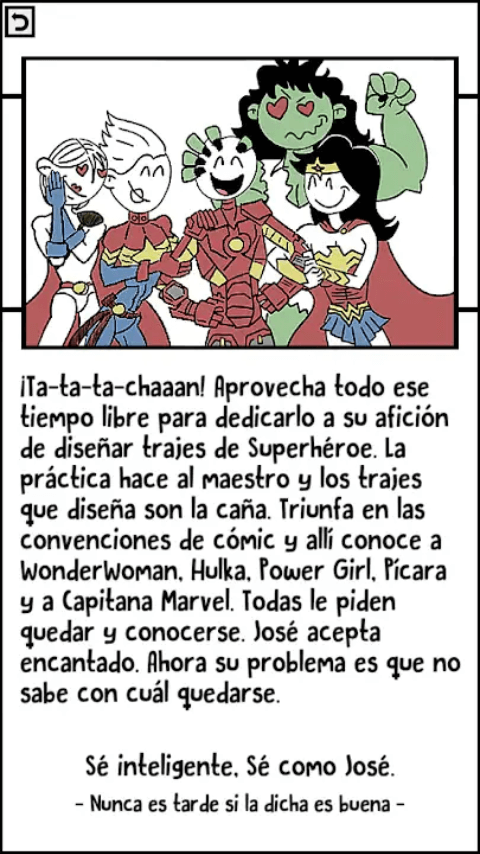 ¡Ta-ta-ta-chaaan! Aprovecha todo ese
tiempo libre para dedicarlo a su afición
de diseñar trajes de Superhéroe. La
práctica hace al maestro y los trajes
que diseña son la caña. Triunfa en las
convenciones de cómic y allí conoce a
WonderWoman, Hulka, Power Girl, Pícara
y a Capitana Marvel. Todas le piden
quedar y conocerse. José acepta
encantado. Ahora su problema es que no
sabe con cuál quedarse.
Sé inteligente, Sé como José.
- Nunca es tarde si la dicha es buena -